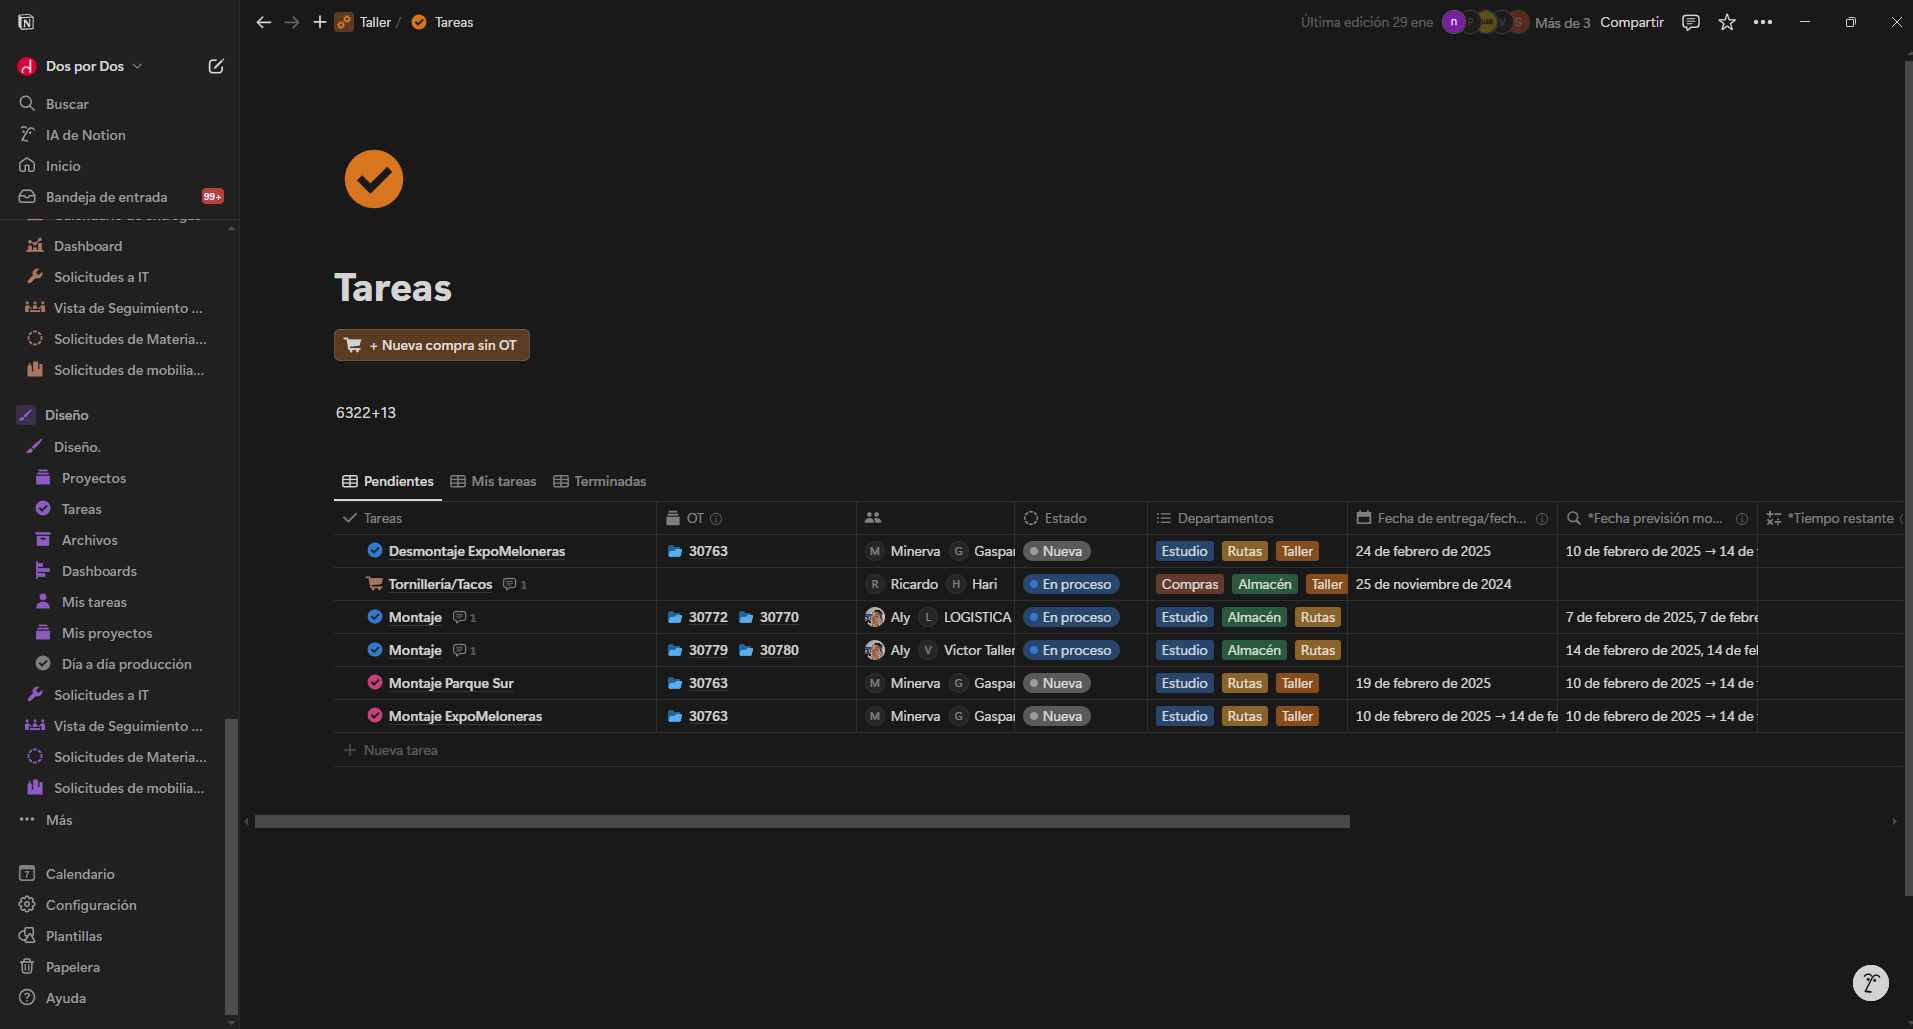 Taller / Tareas
Última edición 29 ene
Más de 3 Compartir
Dos por Dos
Buscar
IA de Notion
Inicio
Bandeja de entrada 99+
Dashboard
Solicitudes a IT
Vista de Seguimiento ...
Solicitudes de Materia...
Solicitudes de mobilia...
Diseño
Diseño.
Proyectos
Tareas
Archivos
Dashboards
Mis tareas
Mis proyectos
Día a día producción
Solicitudes a IT
Vista de Seguimiento ...
Solicitudes de Materia...
Solicitudes de mobilia...
Más
Calendario
Configuración
Plantillas
Papelera
Ayuda
Tareas
+ Nueva compra sin OT
6322+13
Pendientes Mis tareas Terminadas
Tareas OT Estado Departamentos Fecha de entrega/fech... *Fecha previsión mo... *Tiempo restante
Desmontaje ExpoMeloneras 30763 M Minerva G Gaspar Nueva Estudio Rutas Taller 24 de febrero de 2025 10 de febrero de 2025 → 14 de
Tornillería/Tacos 1 R Ricardo H Hari En proceso Compras Almacén Taller 25 de noviembre de 2024
Montaje 1 30772 30770 Aly L LOGISTICA En proceso Estudio Almacén Rutas 7 de febrero de 2025, 7 de febre
Montaje 1 30779 30780 Aly V Victor Taller En proceso Estudio Almacén Rutas 14 de febrero de 2025, 14 de fel
Montaje Parque Sur 30763 M Minerva G Gaspar Nueva Estudio Rutas Taller 19 de febrero de 2025 10 de febrero de 2025 → 14 de
Montaje ExpoMeloneras 30763 M Minerva G Gaspar Nueva Estudio Rutas Taller 10 de febrero de 2025 → 14 de fe 10 de febrero de 2025 → 14 de
+ Nueva tarea